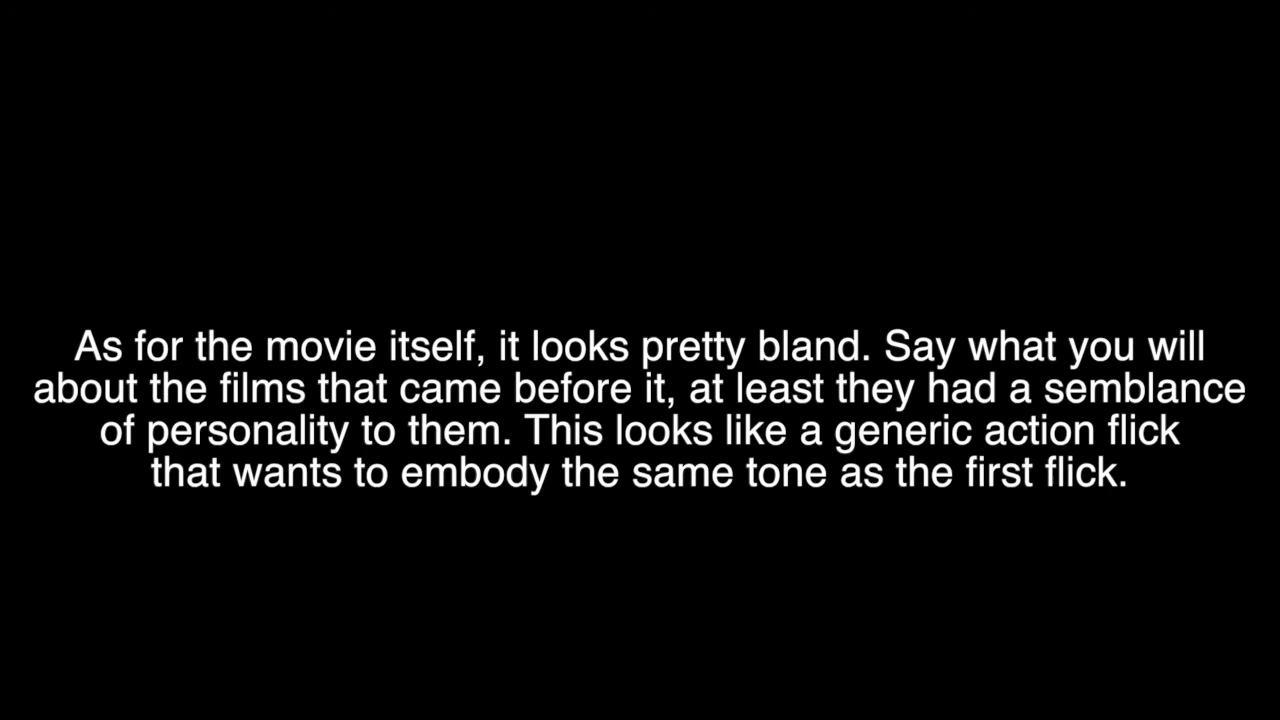 As for the movie itself, it looks pretty bland. Say what you will
about the films that came before it, at least they had a semblance
of personality to them. This looks like a generic action flick
that wants to embody the same tone as the first flick.